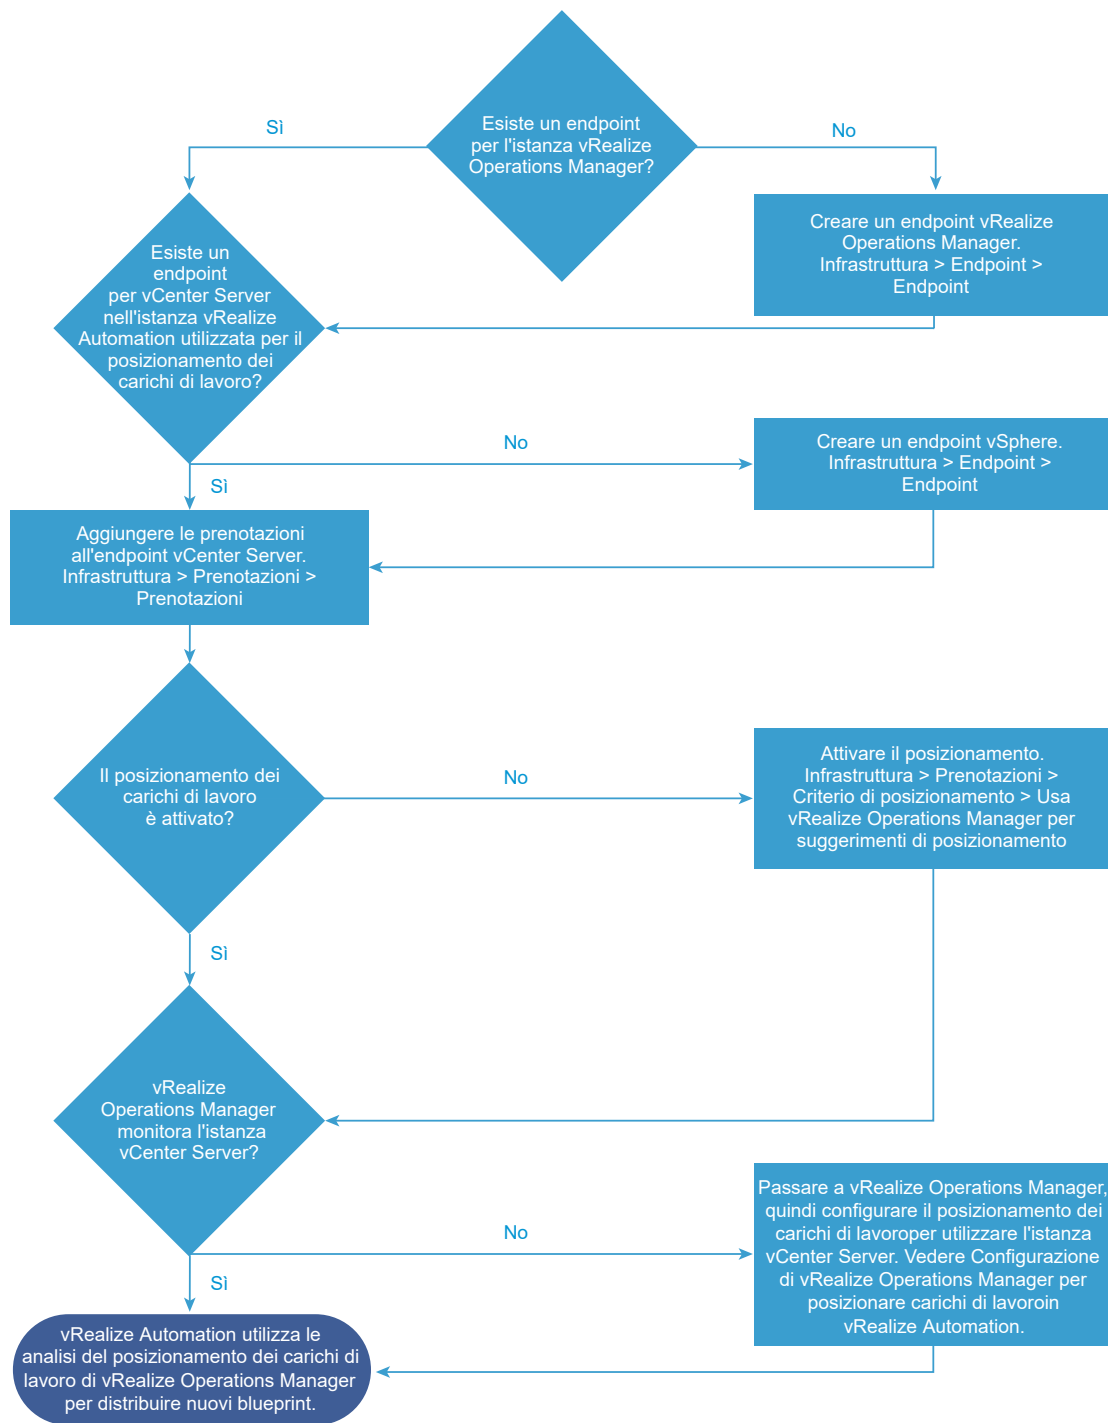 Esiste un endpoint
per l'istanza vRealize
Operations Manager?
Sì
No
Creare un endpoint vRealize
Operations Manager.
Infrastruttura > Endpoint >
Endpoint
Esiste un
endpoint
per vCenter Server
nell'istanza vRealize
Automation utilizzata per il
posizionamento dei
carichi di lavoro?
No
Creare un endpoint vSphere.
Infrastruttura > Endpoint >
Endpoint
Sì
Aggiungere le prenotazioni
all'endpoint vCenter Server.
Infrastruttura > Prenotazioni >
Prenotazioni
Il posizionamento dei
carichi di lavoro
è attivato?
No
Attivare il posizionamento.
Infrastruttura > Prenotazioni >
Criterio di posizionamento > Usa
vRealize Operations Manager per
suggerimenti di posizionamento
Sì
vRealize
Operations Manager
monitora l'istanza
vCenter Server?
No
Passare a vRealize Operations Manager,
quindi configurare il posizionamento dei
carichi di lavoroper utilizzare l'istanza
vCenter Server. Vedere Configurazione
di vRealize Operations Manager per
posizionare carichi di lavoroin
vRealize Automation.
Sì
vRealize Automation utilizza le
analisi del posizionamento dei carichi di
lavoro di vRealize Operations Manager
per distribuire nuovi blueprint.